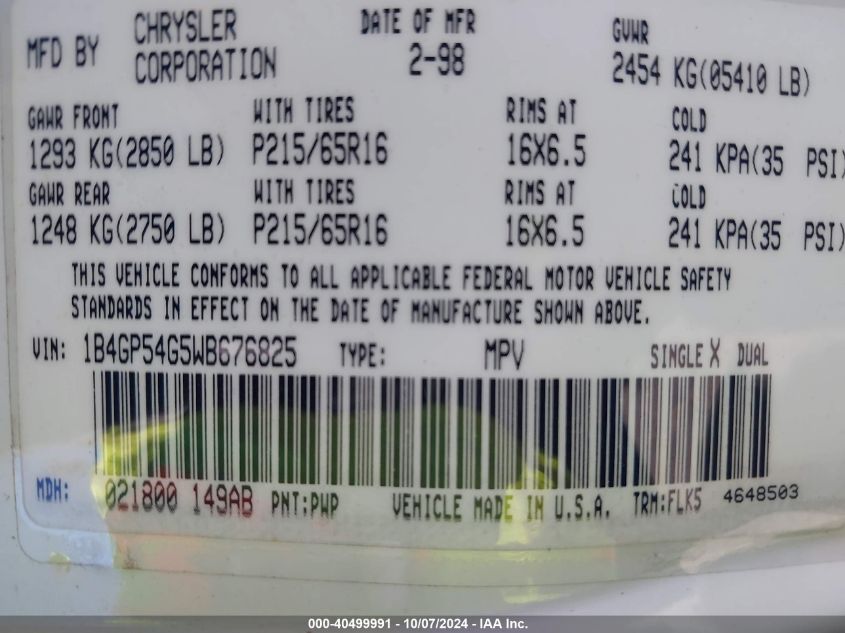 MFD BY CHRYSLER CORPORATION DATE OF MFR 2-98 GVWR 2454 KG(05410 LB)
GAWR FRONT WITH TIRES RIMS AT COLD
1293 KG(2850 LB) P215/65R16 16X6.5 241 KPA(35 PSI)
GAWR REAR WITH TIRES RIMS AT COLD
1248 KG(2750 LB) P215/65R16 16X6.5 241 KPA(35 PSI)
THIS VEHICLE CONFORMS TO ALL APPLICABLE FEDERAL MOTOR VEHICLE SAFETY
STANDARDS IN EFFECT ON THE DATE OF MANUFACTURE SHOWN ABOVE.
VIN: 1B4GP54G5WB676825 TYPE: MPV SINGLE X DUAL
MDH: 021800 149AB PNT:PWP VEHICLE MADE IN U.S.A. TRM:FLK5 4648503
000-40499991 - 10/07/2024 - IAA Inc.